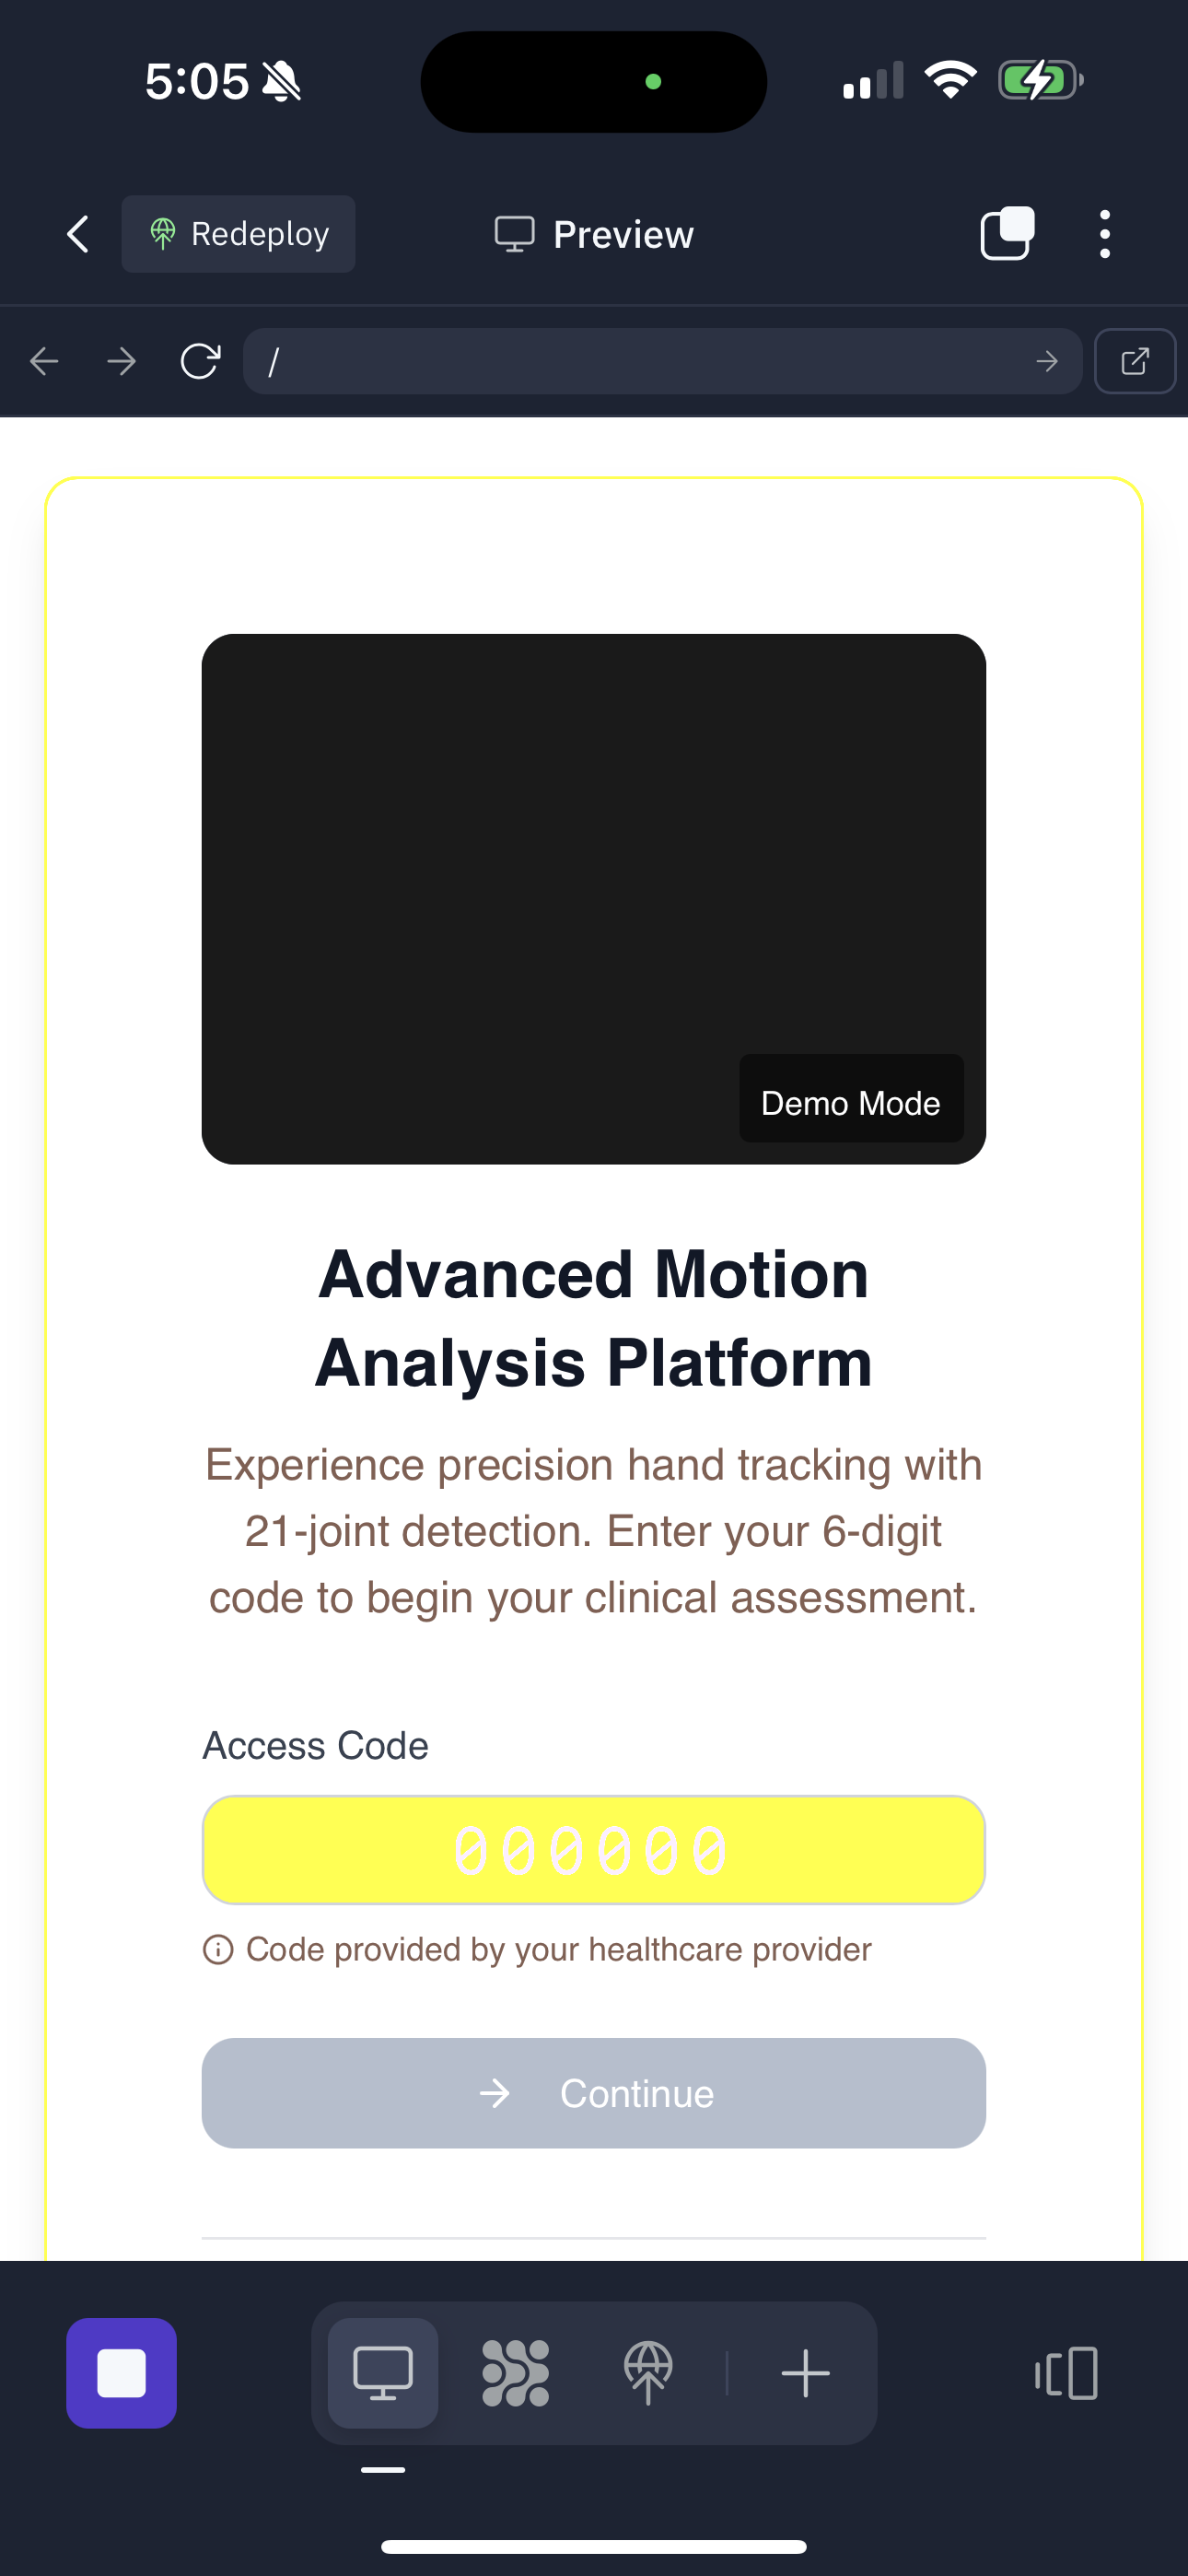 5:05
Redeploy
Preview
/
Demo Mode
Advanced Motion
Analysis Platform
Experience precision hand tracking with
21-joint detection. Enter your 6-digit
code to begin your clinical assessment.
Access Code
000000
Code provided by your healthcare provider
Continue